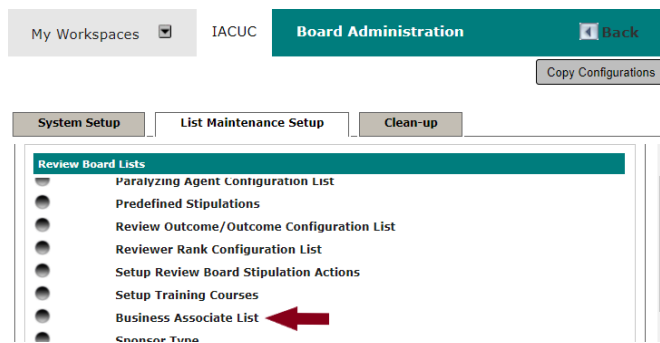 My Workspaces IACUC Board Administration Back
Copy Configurations
System Setup List Maintenance Setup Clean-up
Review Board Lists
Paralyzing Agent Configuration List
Predefined Stipulations
Review Outcome/Outcome Configuration List
Reviewer Rank Configuration List
Setup Review Board Stipulation Actions
Setup Training Courses
Business Associate List
Sponsor Type